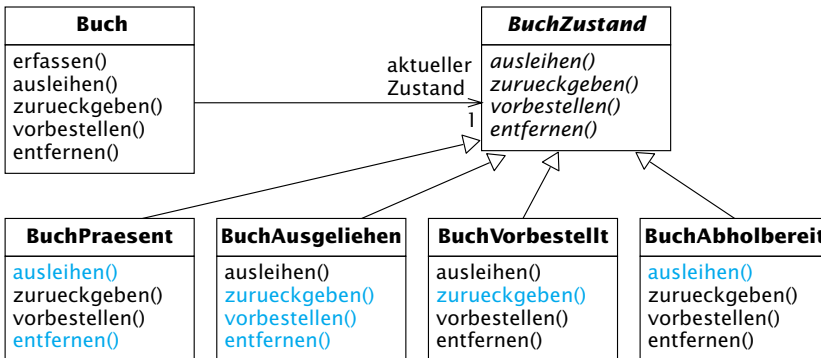 Buch
erfassen()
ausleihen()
zurueckgeben()
vorbestellen()
entfernen()
aktueller
Zustand
1
BuchZustand
ausleihen()
zurueckgeben()
vorbestellen()
entfernen()
BuchPraesent
ausleihen()
zurueckgeben()
vorbestellen()
entfernen()
BuchAusgeliehen
ausleihen()
zurueckgeben()
vorbestellen()
entfernen()
BuchVorbestellt
ausleihen()
zurueckgeben()
vorbestellen()
entfernen()
BuchAbholbereit
ausleihen()
zurueckgeben()
vorbestellen()
entfernen()